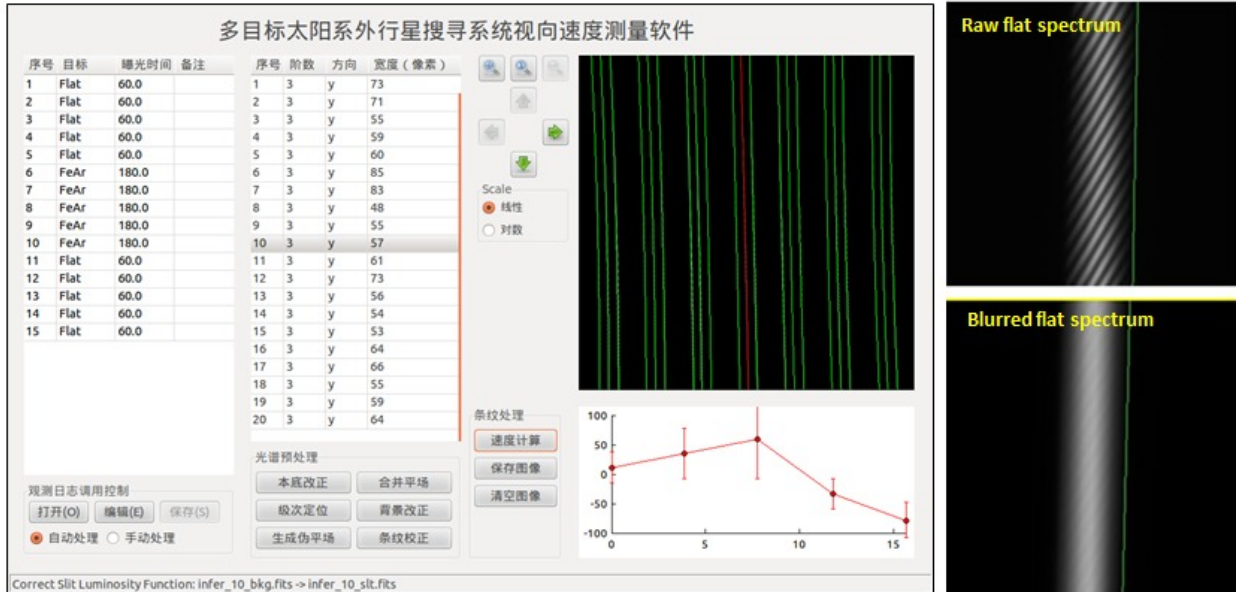 多目标太阳系外行星搜寻系统视向速度测量软件
序号 目标 曝光时间 备注
1 Flat 60.0
2 Flat 60.0
3 Flat 60.0
4 Flat 60.0
5 Flat 60.0
6 FeAr 180.0
7 FeAr 180.0
8 FeAr 180.0
9 FeAr 180.0
10 FeAr 180.0
11 Flat 60.0
12 Flat 60.0
13 Flat 60.0
14 Flat 60.0
15 Flat 60.0
观测日志调用控制
打开(O) 编辑(E) 保存(S)
自动处理 手动处理
序号 阶数 方向 宽度(像素)
1 3 y 73
2 3 y 71
3 3 y 55
4 3 y 59
5 3 y 60
6 3 y 85
7 3 y 83
8 3 y 48
9 3 y 55
10 3 y 57
11 3 y 61
12 3 y 73
13 3 y 56
14 3 y 54
15 3 y 53
16 3 y 64
17 3 y 66
18 3 y 55
19 3 y 59
20 3 y 64
光谱预处理
本底改正 合并平场
级次定位 背景改正
生成伪平场 条纹校正
Scale
线性
对数
条纹处理
速度计算
保存图像
清空图像
100
50
0
-50
-100
0 5 10 15
Correct Slit Luminosity Function: infer_10_bkg.fits -> infer_10_slt.fits
Raw flat spectrum
Blurred flat spectrum